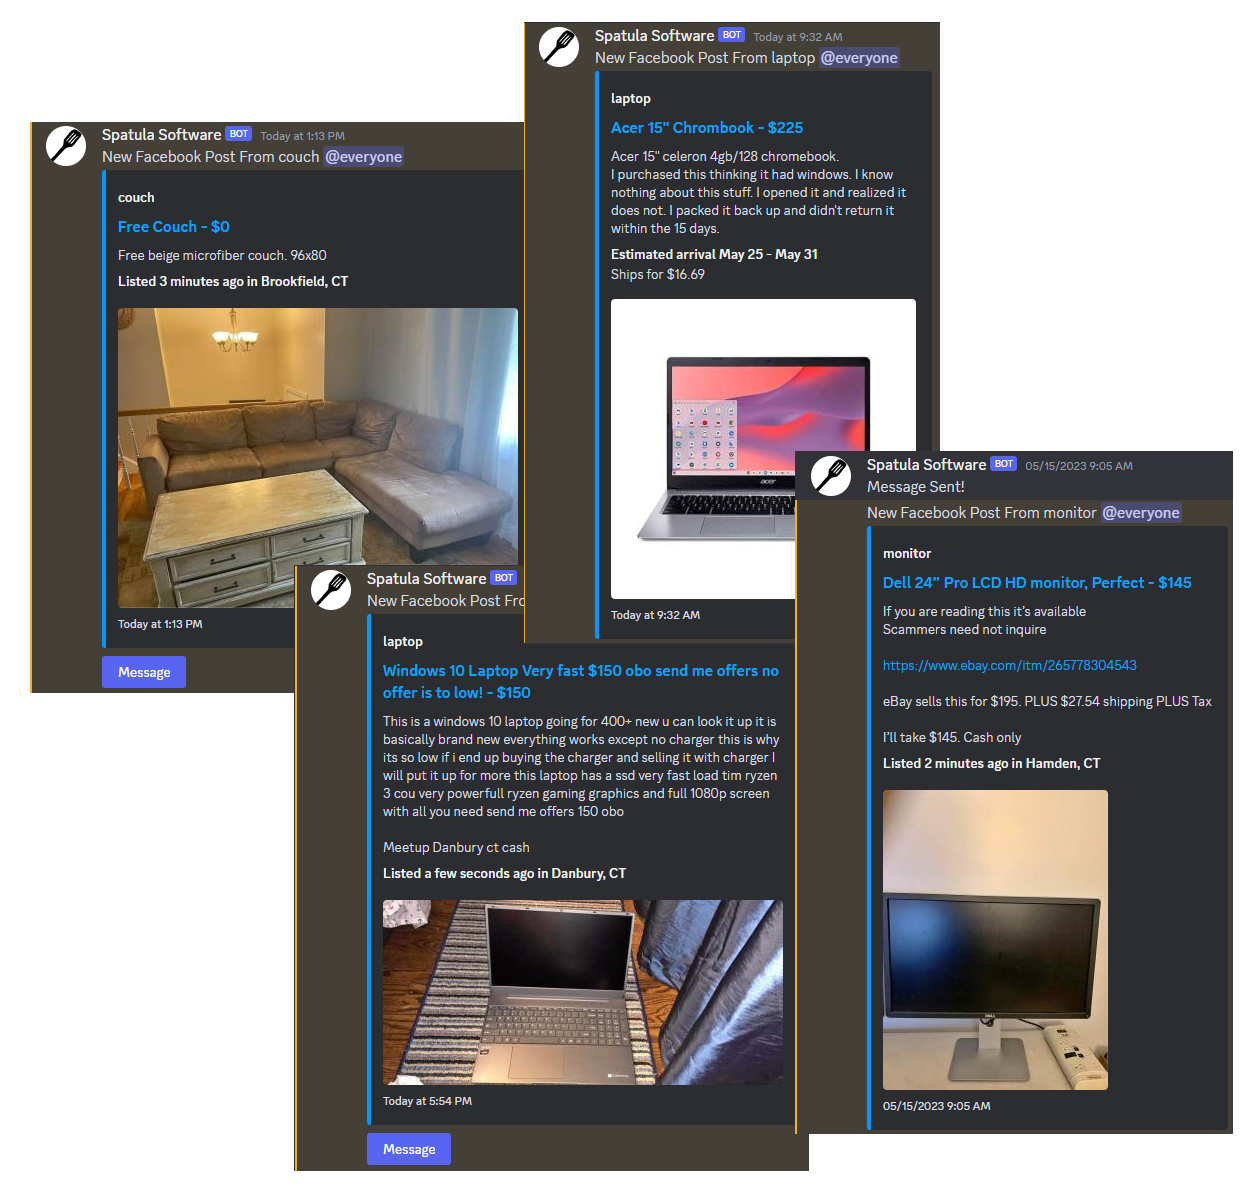 Spatula Software BOT Today at 1:13 PM
New Facebook Post From couch @everyone
couch
Free Couch - $0
Free beige microfiber couch. 96x80
Listed 3 minutes ago in Brookfield, CT
Today at 1:13 PM
Message
Spatula Software BOT Today at 9:32 AM
New Facebook Post From laptop @everyone
laptop
Acer 15" Chrombook - $225
Acer 15" celeron 4gb/128 chromebook.
I purchased this thinking it had windows. I know
nothing about this stuff. I opened it and realized it
does not. I packed it back up and didn't return it
within the 15 days.
Estimated arrival May 25 - May 31
Ships for $16.69
acer
Today at 9:32 AM
Spatula Software BOT
New Facebook Post Fro
laptop
Windows 10 Laptop Very fast $150 obo send me offers no
offer is to low! - $150
This is a windows 10 laptop going for 400+ new u can look it up it is
basically brand new everything works except no charger this is why
its so low if i end up buying the charger and selling it with charger I
will put it up for more this laptop has a ssd very fast load tim ryzen
3 cou very powerfull ryzen gaming graphics and full 1080p screen
with all you need send me offers 150 obo
Meetup Danbury ct cash
Listed a few seconds ago in Danbury, CT
Today at 5:54 PM
Message
Spatula Software BOT 05/15/2023 9:05 AM
Message Sent!
New Facebook Post From monitor @everyone
monitor
Dell 24” Pro LCD HD monitor, Perfect - $145
If you are reading this it’s available
Scammers need not inquire
https://www.ebay.com/itm/265778304543
eBay sells this for $195. PLUS $27.54 shipping PLUS Tax
I’ll take $145. Cash only
Listed 2 minutes ago in Hamden, CT
DELL
05/15/2023 9:05 AM